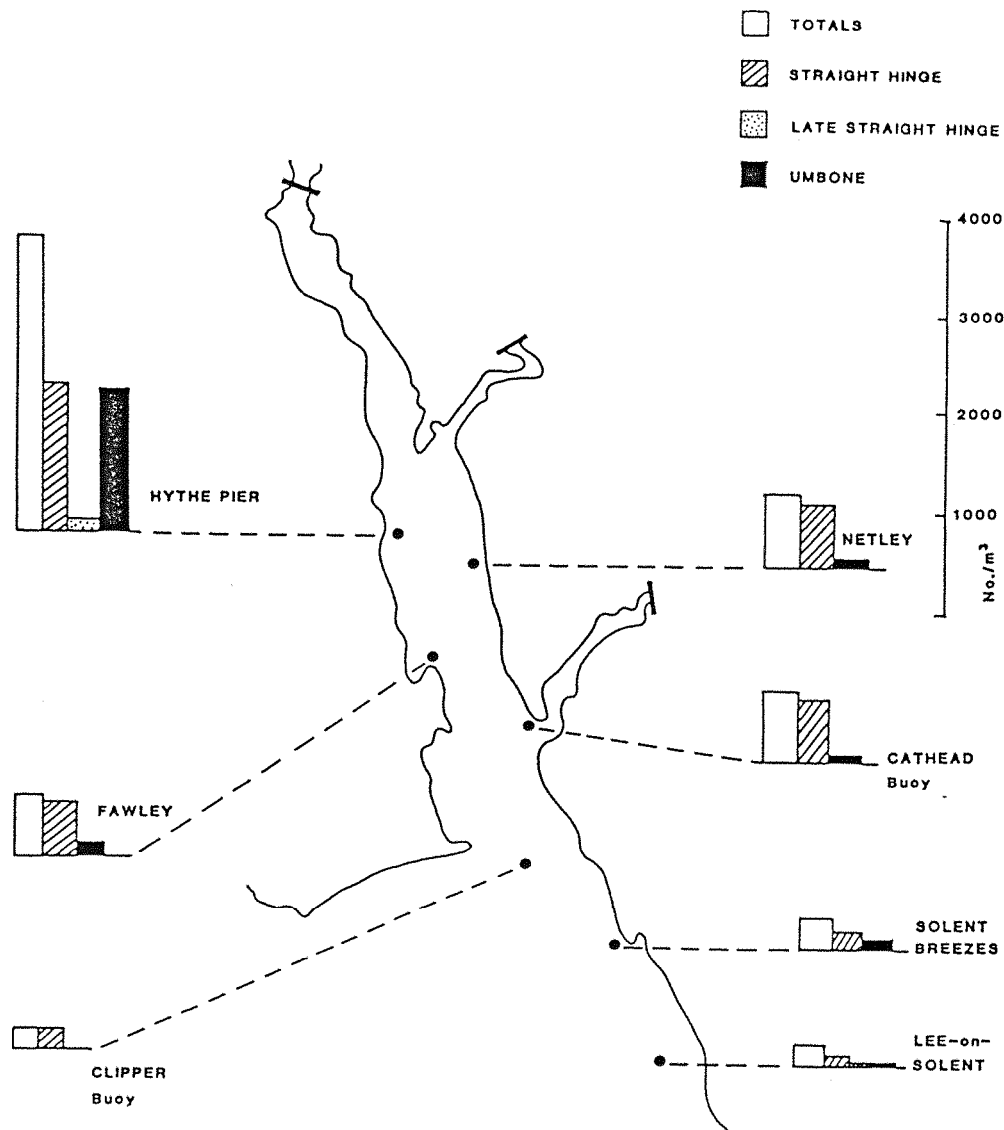 TOTALS
STRAIGHT HINGE
LATE STRAIGHT HINGE
UMBONE
4000
3000
2000
1000
No./m³
HYTHE PIER
NETLEY
FAWLEY
CATHEAD
Buoy
SOLENT
BREEZES
CLIPPER
Buoy
LEE-on-
SOLENT